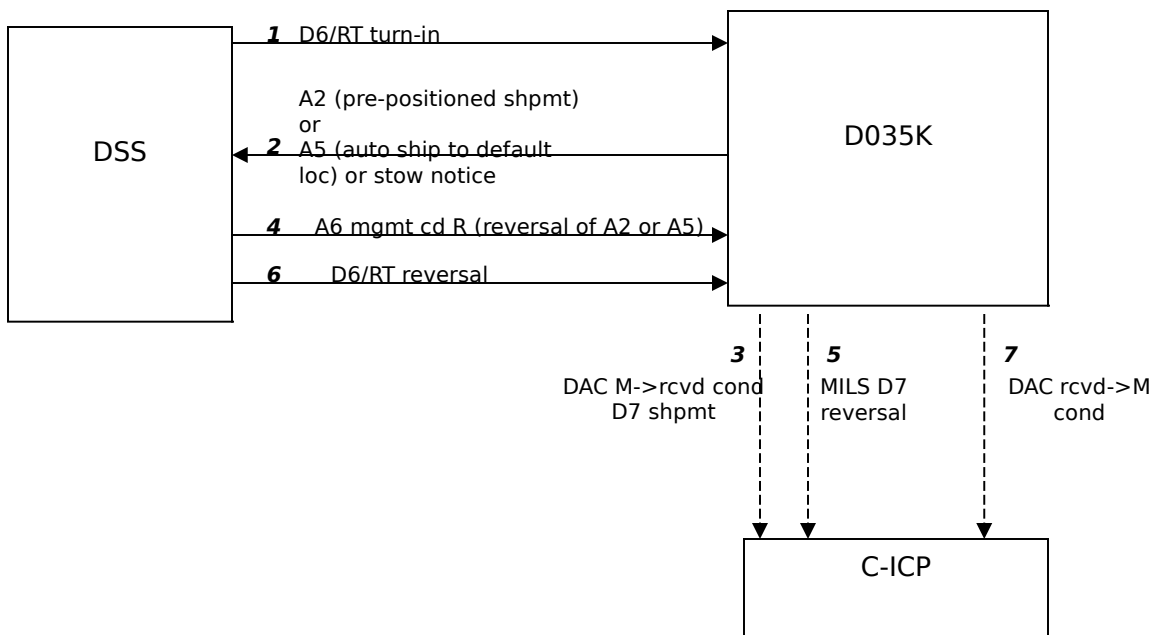 1 D6/RT turn-in
A2 (pre-positioned shpmt)
or
2 A5 (auto ship to default
loc) or stow notice
DSS
D035K
4 A6 mgmt cd R (reversal of A2 or A5)
6 D6/RT reversal
3
DAC M->rcvd cond
D7 shpmt
5
MILS D7
reversal
7
DAC rcvd->M
cond
C-ICP